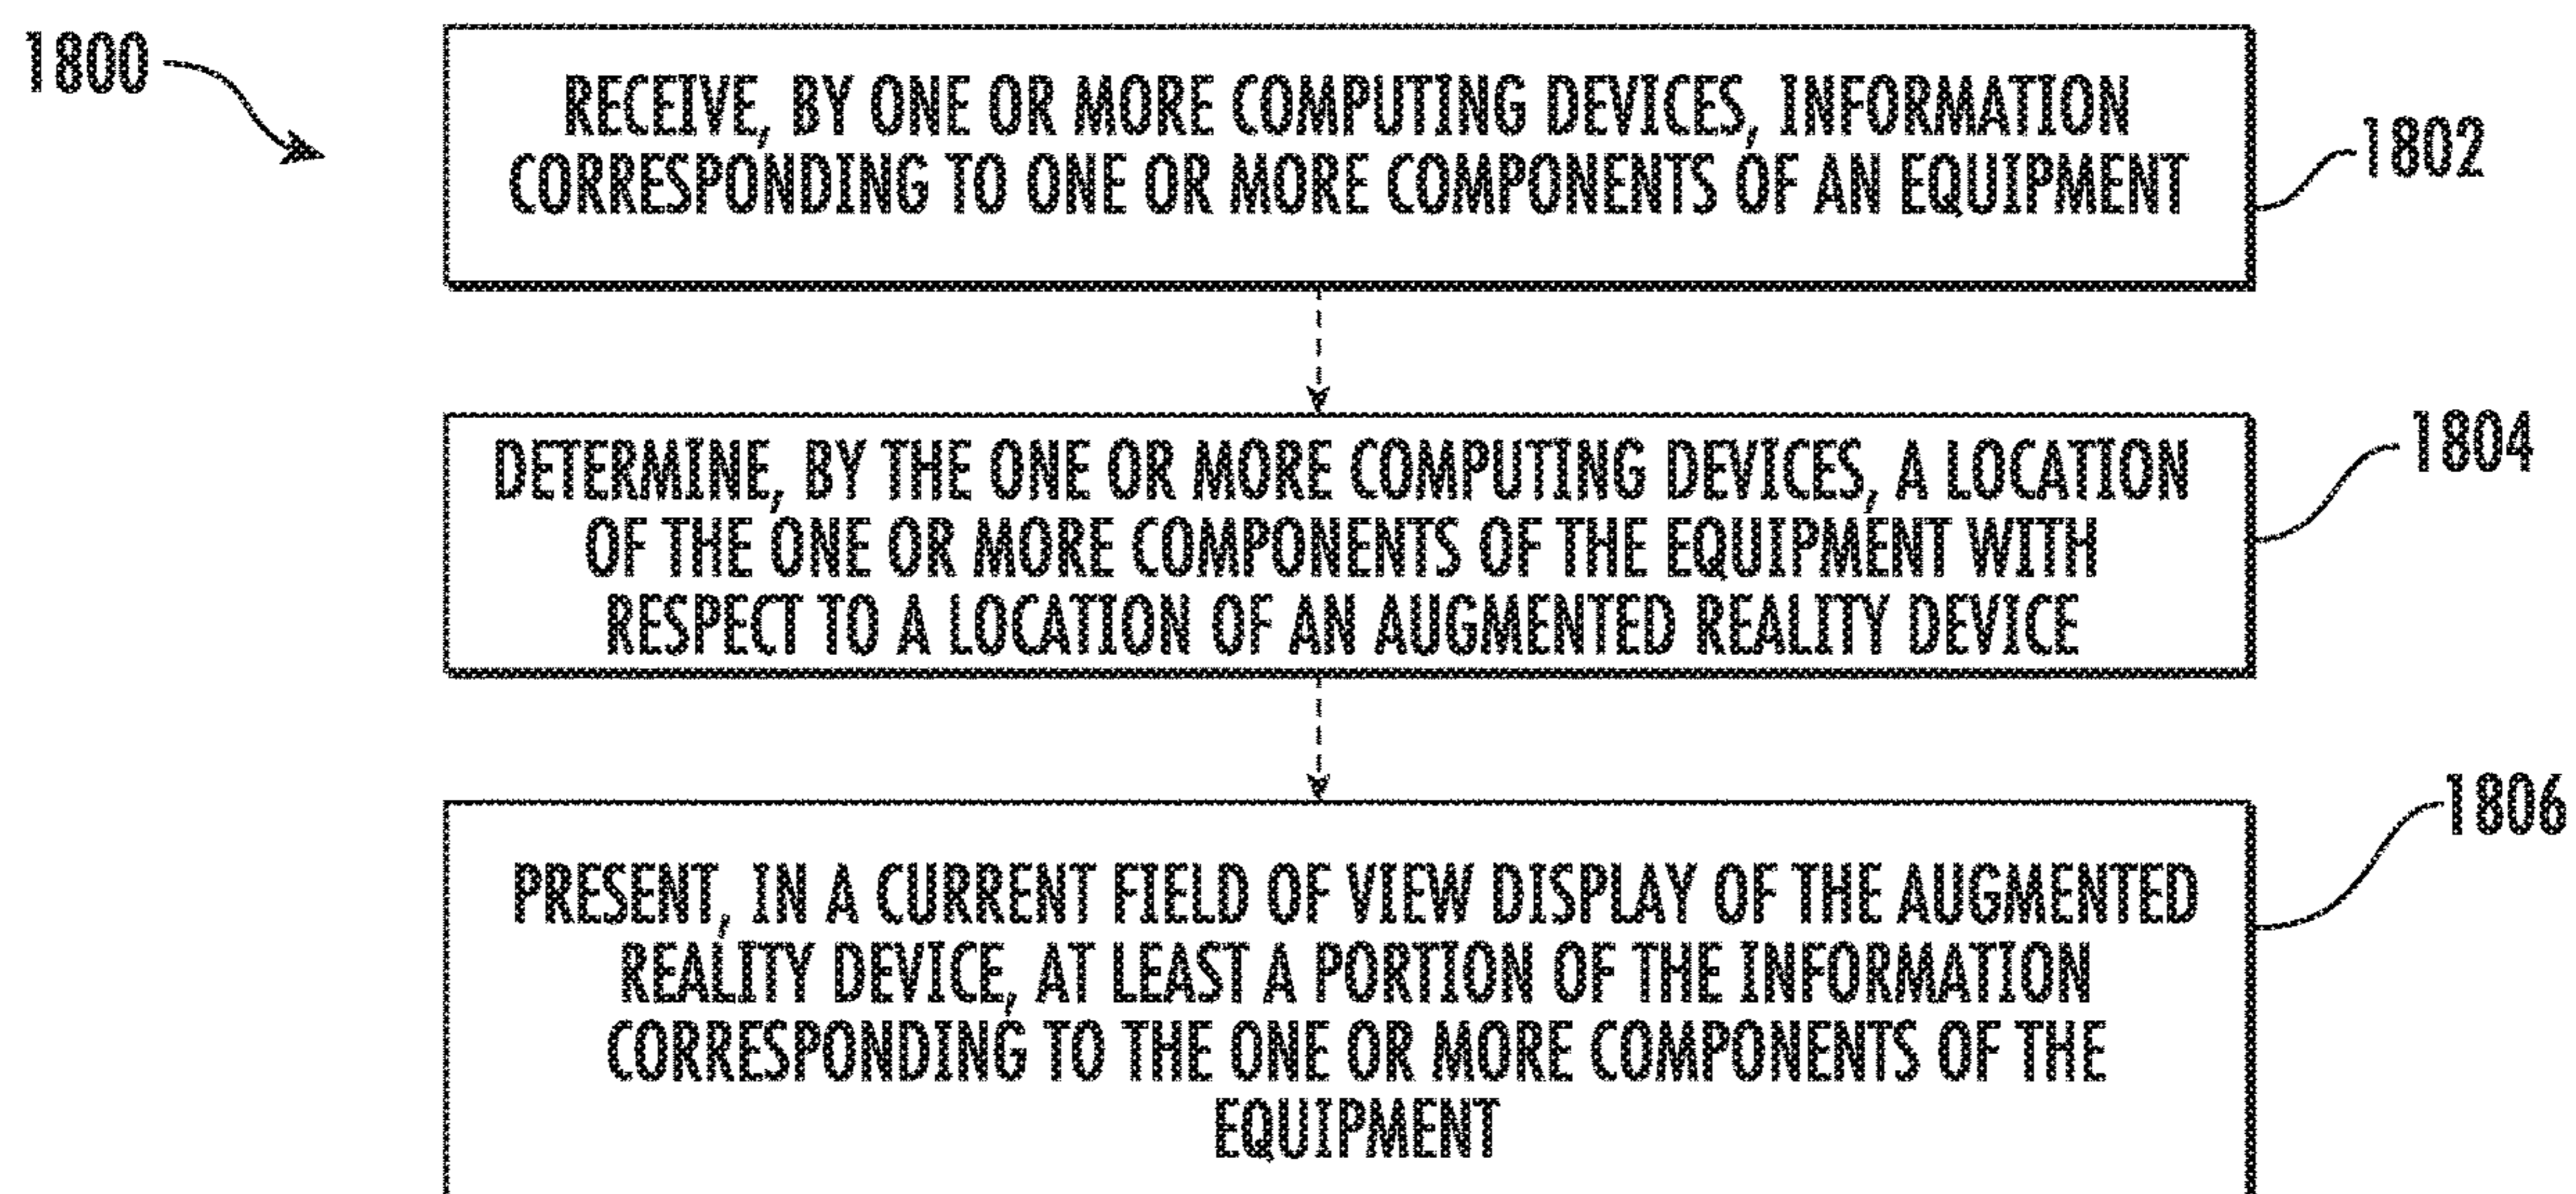 1800
RECEIVE, BY ONE OR MORE COMPUTING DEVICES, INFORMATION
CORRESPONDING TO ONE OR MORE COMPONENTS OF AN EQUIPMENT
1802
DETERMINE, BY THE ONE OR MORE COMPUTING DEVICES, A LOCATION
OF THE ONE OR MORE COMPONENTS OF THE EQUIPMENT WITH
RESPECT TO A LOCATION OF AN AUGMENTED REALITY DEVICE
1804
PRESENT, IN A CURRENT FIELD OF VIEW DISPLAY OF THE AUGMENTED
REALITY DEVICE, AT LEAST A PORTION OF THE INFORMATION
CORRESPONDING TO THE ONE OR MORE COMPONENTS OF THE
EQUIPMENT
1806